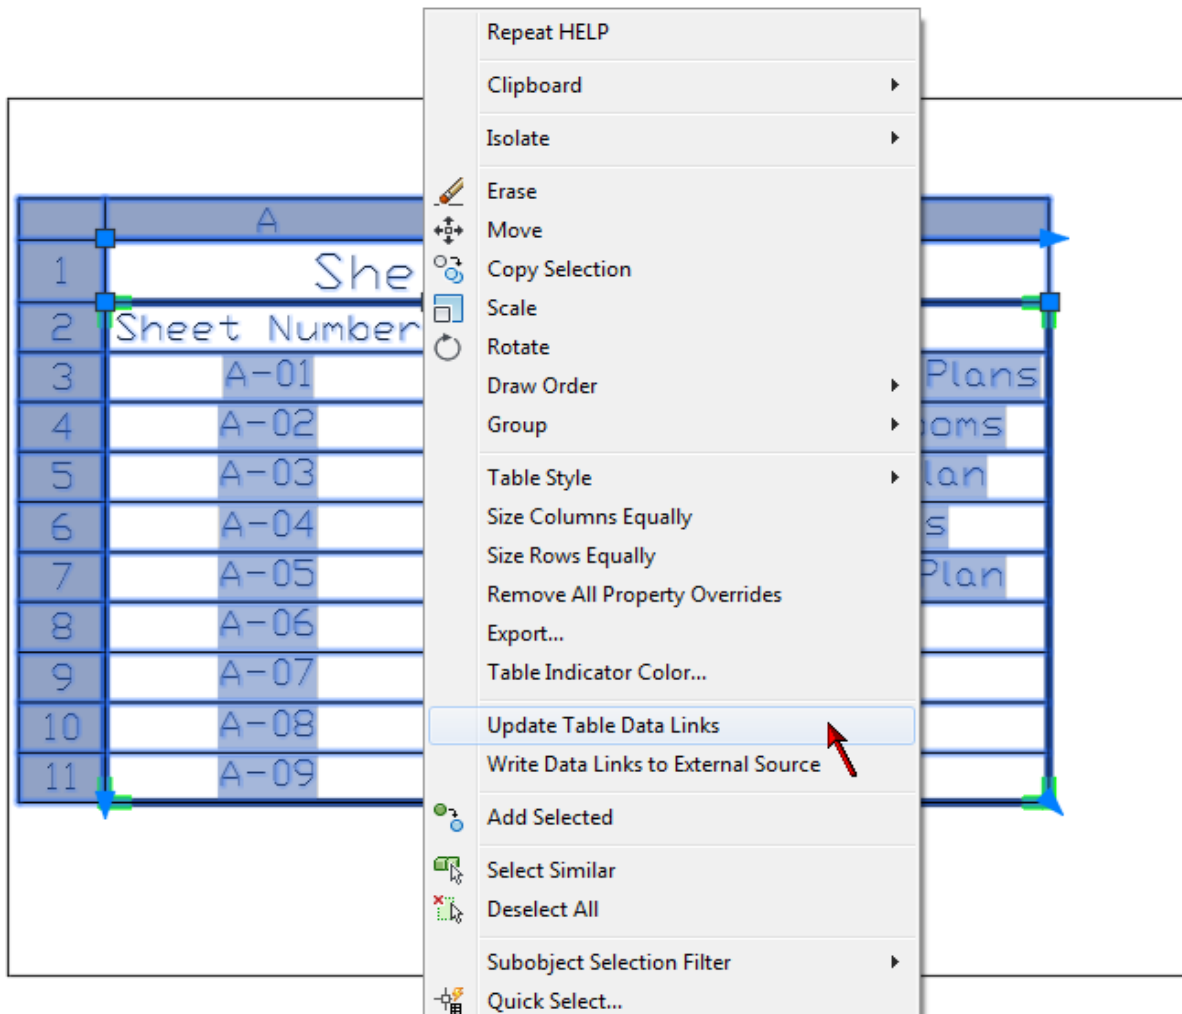 Repeat HELP
Clipboard
Isolate
Erase
Move
Copy Selection
Scale
Rotate
Draw Order
Group
Table Style
Size Columns Equally
Size Rows Equally
Remove All Property Overrides
Export...
Table Indicator Color...
Update Table Data Links
Write Data Links to External Source
Add Selected
Select Similar
Deselect All
Subobject Selection Filter
Quick Select...
A
1 She
2 Sheet Number
3 A-01 Plans
4 A-02 ooms
5 A-03 lan
6 A-04 s
7 A-05 Plan
8 A-06
9 A-07
10 A-08
11 A-09